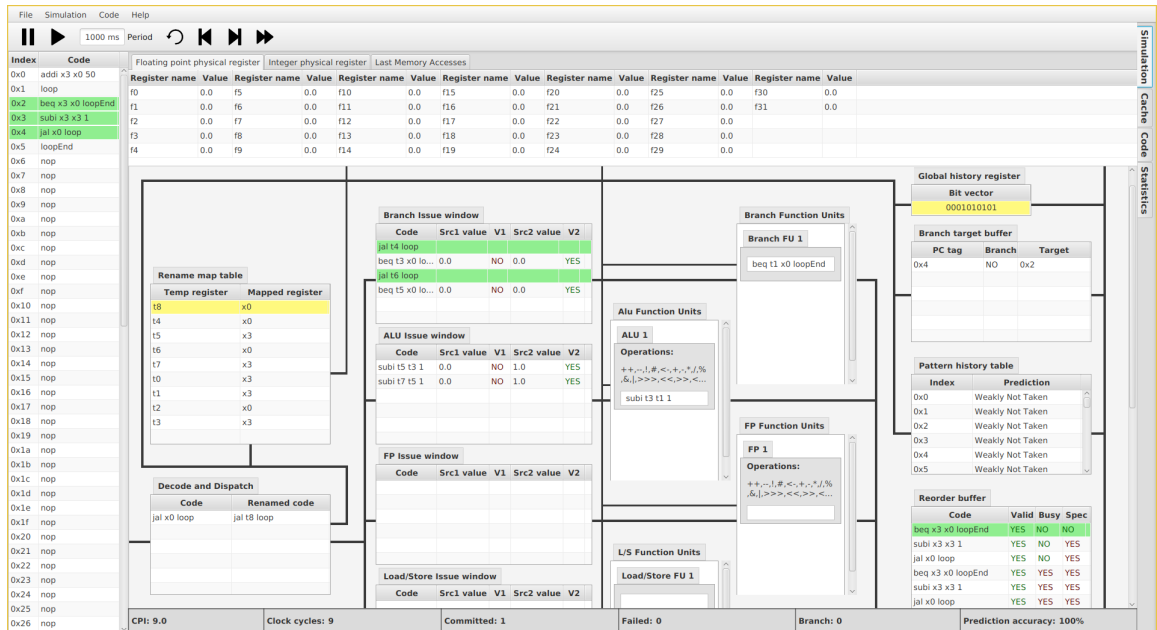 File Simulation Code Help
1000 ms Period
Index Code
0x0 addi x3 x0 50
0x1 loop
0x2 beq x3 x0 loopEnd
0x3 subi x3 x3 1
0x4 jal x0 loop
0x5 loopEnd
0x6 nop
0x7 nop
0x8 nop
0x9 nop
0xa nop
0xb nop
0xc nop
0xd nop
0xe nop
0xf nop
0x10 nop
0x11 nop
0x12 nop
0x13 nop
0x14 nop
0x15 nop
0x16 nop
0x17 nop
0x18 nop
0x19 nop
0x1a nop
0x1b nop
0x1c nop
0x1d nop
0x1e nop
0x1f nop
0x20 nop
0x21 nop
0x22 nop
0x23 nop
0x24 nop
0x25 nop
0x26 nop
Floating point physical register Integer physical register Last Memory Accesses
Register name Value Register name Value Register name Value Register name Value Register name Value Register name Value Register name Value
f0 0.0 f5 0.0 f10 0.0 f15 0.0 f20 0.0 f25 0.0 f30 0.0
f1 0.0 f6 0.0 f11 0.0 f16 0.0 f21 0.0 f26 0.0 f31 0.0
f2 0.0 f7 0.0 f12 0.0 f17 0.0 f22 0.0 f27 0.0
f3 0.0 f8 0.0 f13 0.0 f18 0.0 f23 0.0 f28 0.0
f4 0.0 f9 0.0 f14 0.0 f19 0.0 f24 0.0 f29 0.0
Simulation
Cache
Code
Statistics
Rename map table
Temp register Mapped register
t8 x0
t4 x0
t5 x3
t6 x0
t7 x3
t0 x3
t1 x3
t2 x0
t3 x3
Decode and Dispatch
Code Renamed code
jal x0 loop jal t8 loop
Branch Issue window
Code Src1 value V1 Src2 value V2
jal t4 loop
beq t3 x0 lo... 0.0 NO 0.0 YES
jal t6 loop
beq t5 x0 lo... 0.0 NO 0.0 YES
ALU Issue window
Code Src1 value V1 Src2 value V2
subi t5 t3 1 0.0 NO 1.0 YES
subi t7 t5 1 0.0 NO 1.0 YES
FP Issue window
Code Src1 value V1 Src2 value V2
Load/Store Issue window
Code Src1 value V1 Src2 value V2
Alu Function Units
ALU 1
Operations:
++,--,!,#,<-,+,-,*,/,%
,&,|,>>>,<<,>>,<...
subi t3 t1 1
L/S Function Units
Load/Store FU 1
Branch Function Units
Branch FU 1
beq t1 x0 loopEnd
FP Function Units
FP 1
Operations:
++,--,!,#,<-,+,-,*,/,%
,&,|,>>>,<<,>>,<...
Global history register
Bit vector
0001010101
Branch target buffer
PC tag Branch Target
0x4 NO 0x2
Pattern history table
Index Prediction
0x0 Weakly Not Taken
0x1 Weakly Not Taken
0x2 Weakly Not Taken
0x3 Weakly Not Taken
0x4 Weakly Not Taken
0x5 Weakly Not Taken
Reorder buffer
Code Valid Busy Spec
beq x3 x0 loopEnd YES NO NO
subi x3 x3 1 YES NO YES
jal x0 loop YES NO YES
beq x3 x0 loopEnd YES YES YES
subi x3 x3 1 YES YES YES
jal x0 loop YES YES YES
CPI: 9.0 Clock cycles: 9 Committed: 1 Failed: 0 Branch: 0 Prediction accuracy: 100%